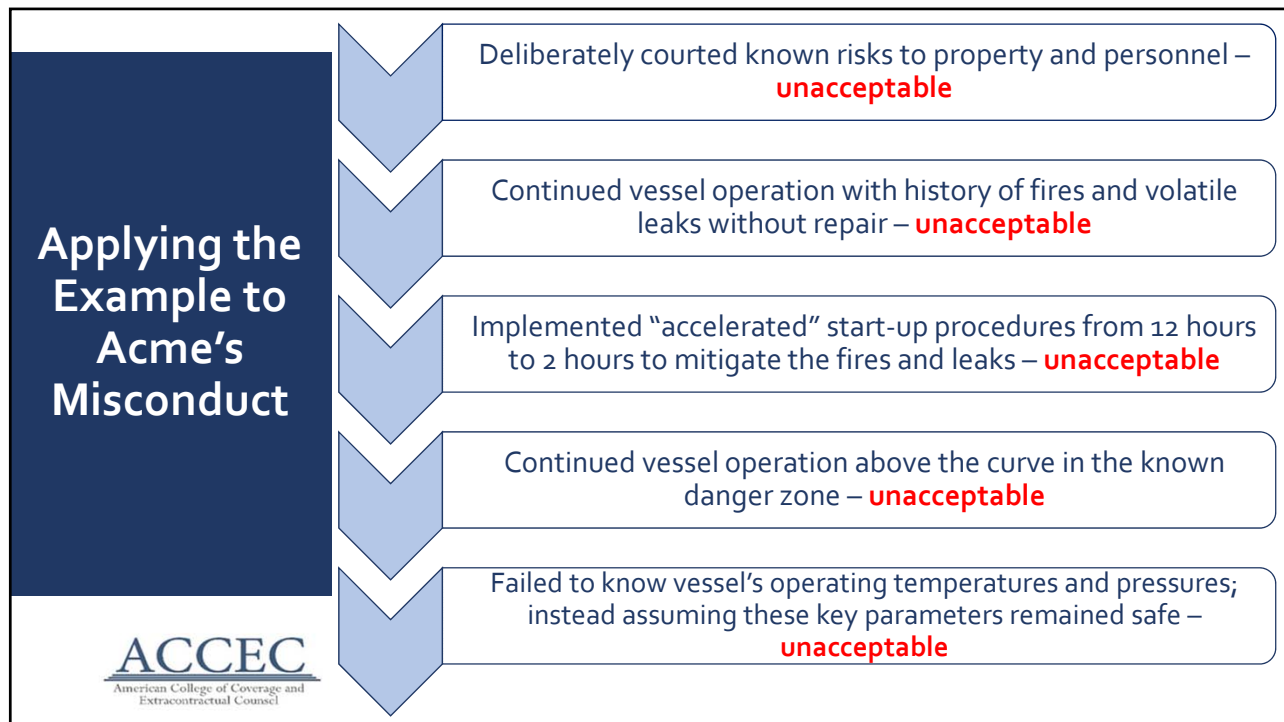 Applying the
Example to
Acme's
Misconduct
Deliberately courted known risks to property and personnel –
unacceptable
Continued vessel operation with history of fires and volatile
leaks without repair – unacceptable
Implemented “accelerated” start-up procedures from 12 hours
to 2 hours to mitigate the fires and leaks – unacceptable
Continued vessel operation above the curve in the known
danger zone – unacceptable
Failed to know vessel's operating temperatures and pressures;
instead assuming these key parameters remained safe –
unacceptable
ACCEC
American College of Coverage and
Extracontractual Counsel